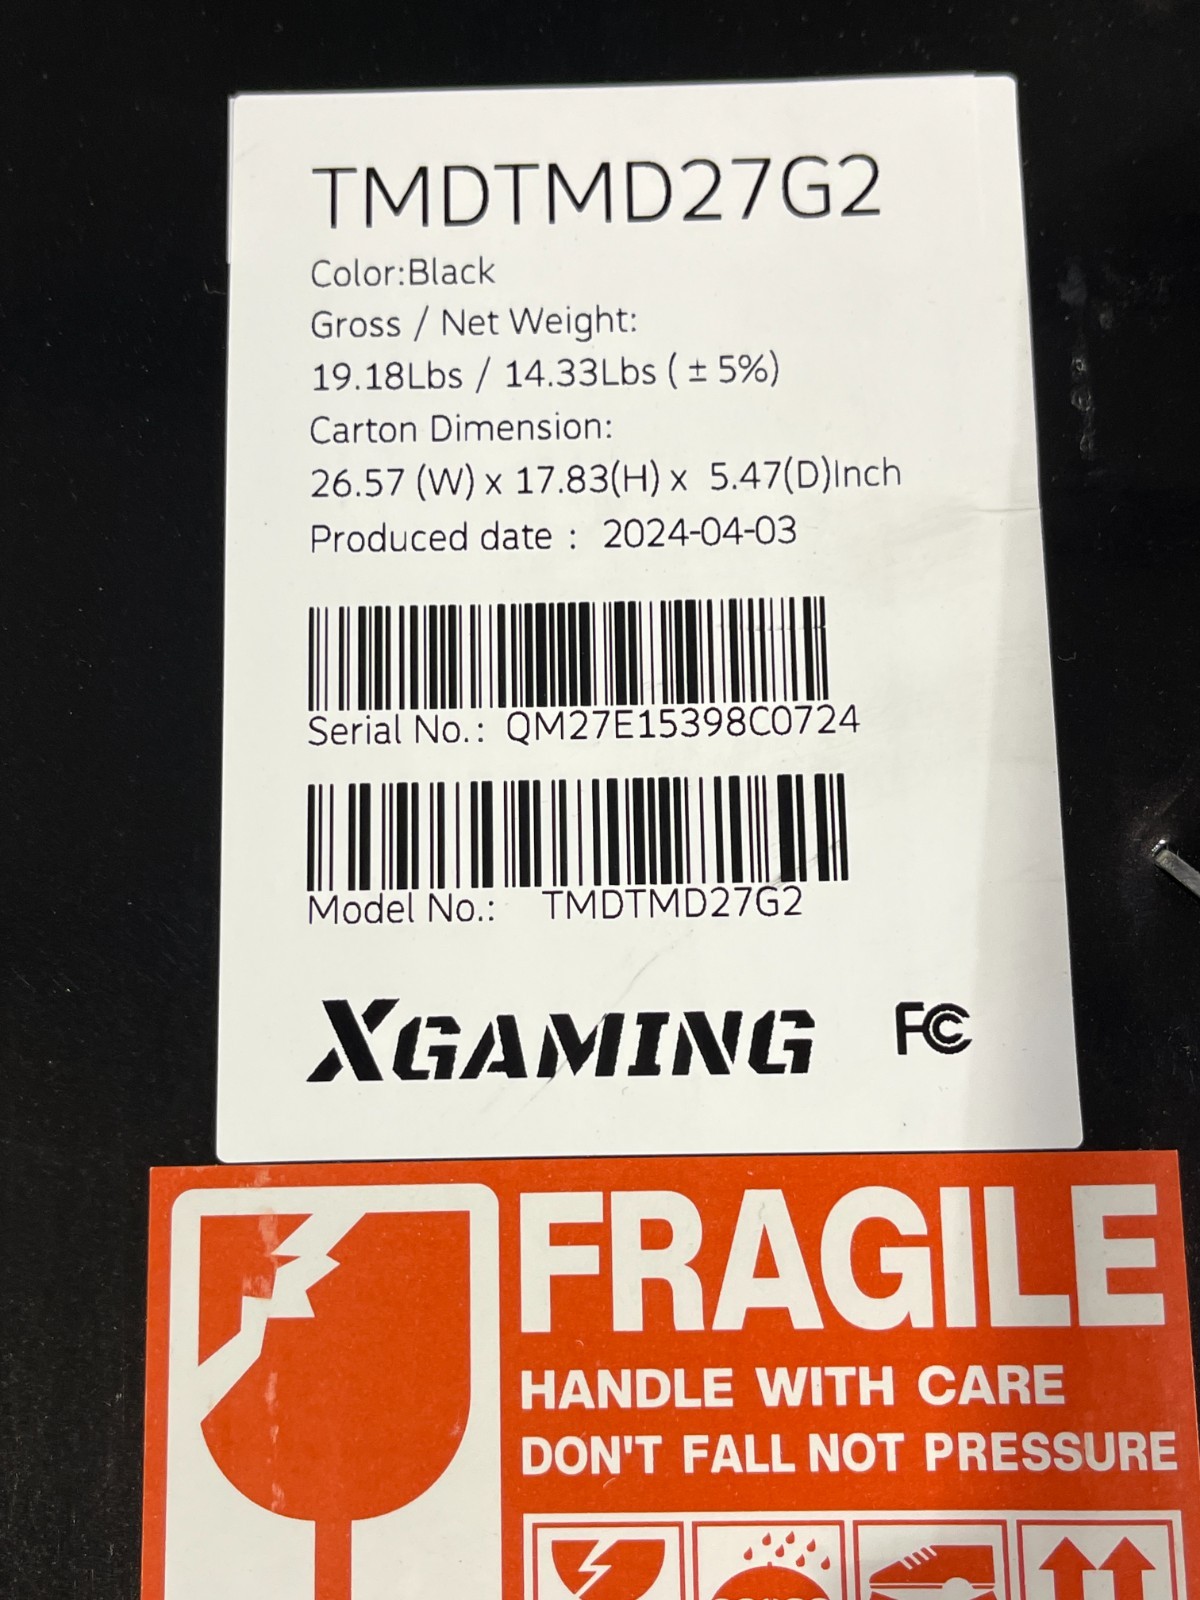 TMDTMD27G2
Color:Black
Gross / Net Weight:
19.18Lbs / 14.33Lbs ( ± 5%)
Carton Dimension:
26.57 (W) x 17.83(H) x 5.47(D)Inch
Produced date : 2024-04-03
Serial No.: QM27E15398C0724
Model No.: TMDTMD27G2
XGAMING FC
FRAGILE
HANDLE WITH CARE
DON'T FALL NOT PRESSURE